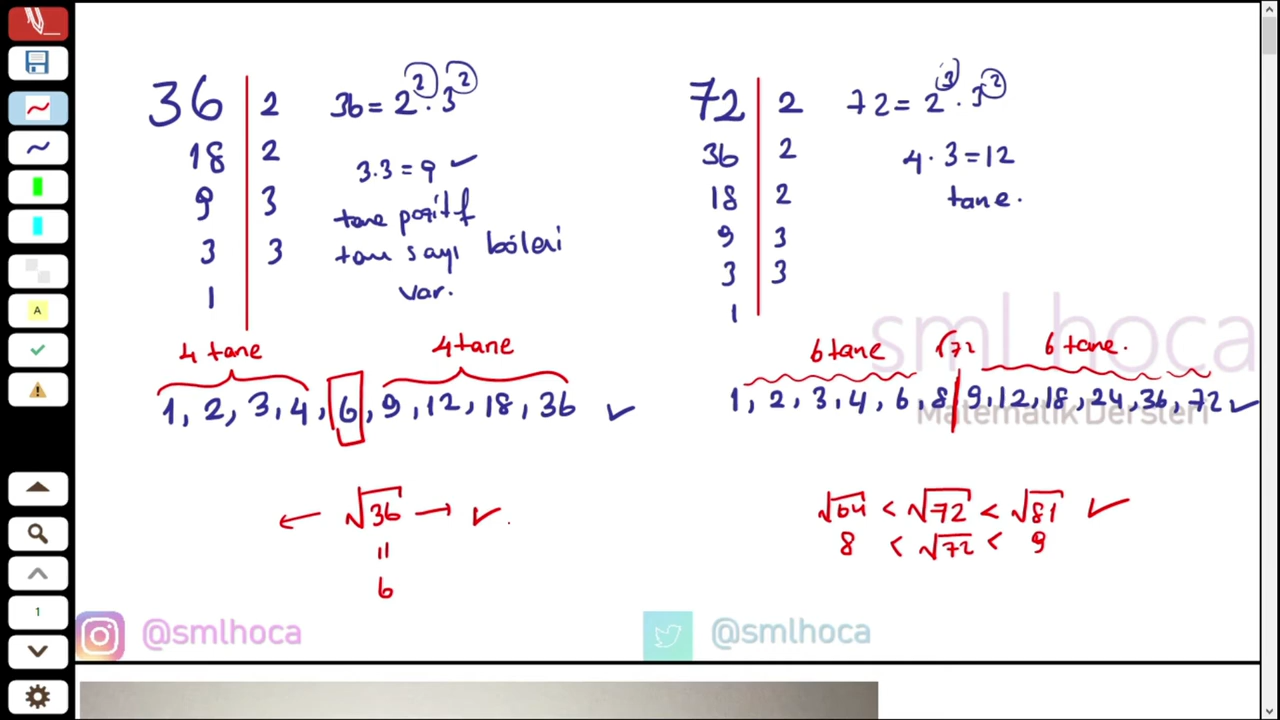 36 | 2
18 | 2
9 | 3
3 | 3
1
36 = 2² · 3²
3.3 = 9 ✓
tane pozitif
tam sayı böleni
var.
4 tane 4 tane
1, 2, 3, 4, 6, 9, 12, 18, 36 ✓
← √36 → ✓
॥
6
72 | 2
36 | 2
18 | 2
9 | 3
3 | 3
1
72 = 2³ · 3²
4 · 3 = 12
tane.
6 tane √72 6 tane.
1, 2, 3, 4, 6, 8 | 9, 12, 18, 24, 36, 72 ✓
√64 < √72 < √81 ✓
8 < √72 < 9
sml hoca
Matematik Dersleri
@smlhoca
@smlhoca
A
1